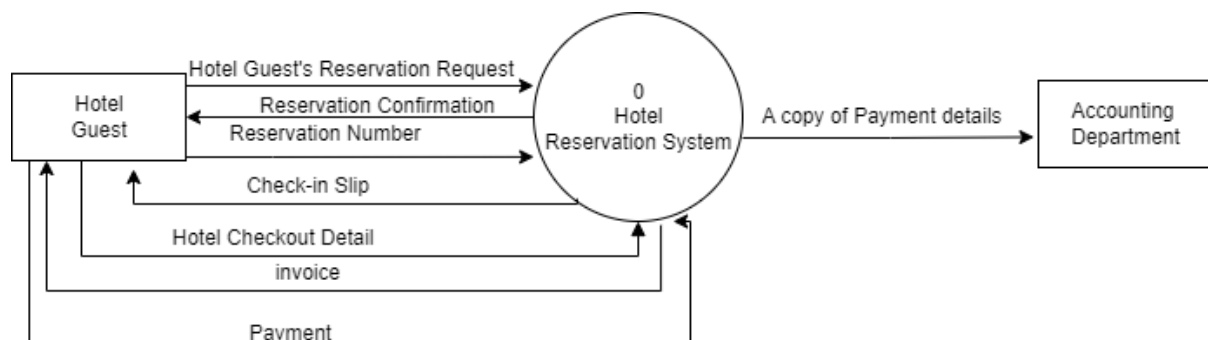 Hotel Guest's Reservation Request
Hotel
Guest
Reservation Confirmation
Reservation Number
Check-in Slip
Hotel Checkout Detail
invoice
Payment
0
Hotel
Reservation System
A copy of Payment details
Accounting
Department